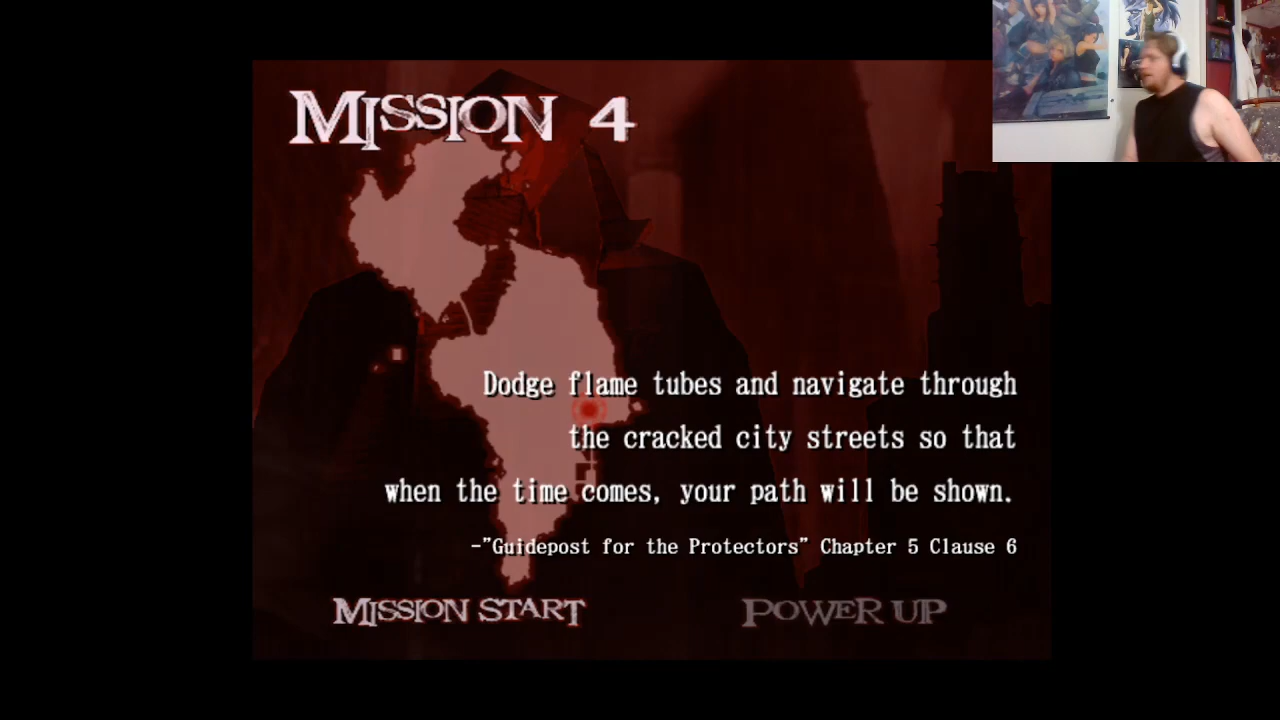 MISSION 4
Dodge flame tubes and navigate through
the cracked city streets so that
when the time comes, your path will be shown.
-"Guidepost for the Protectors" Chapter 5 Clause 6
MISSION START
POWER UP